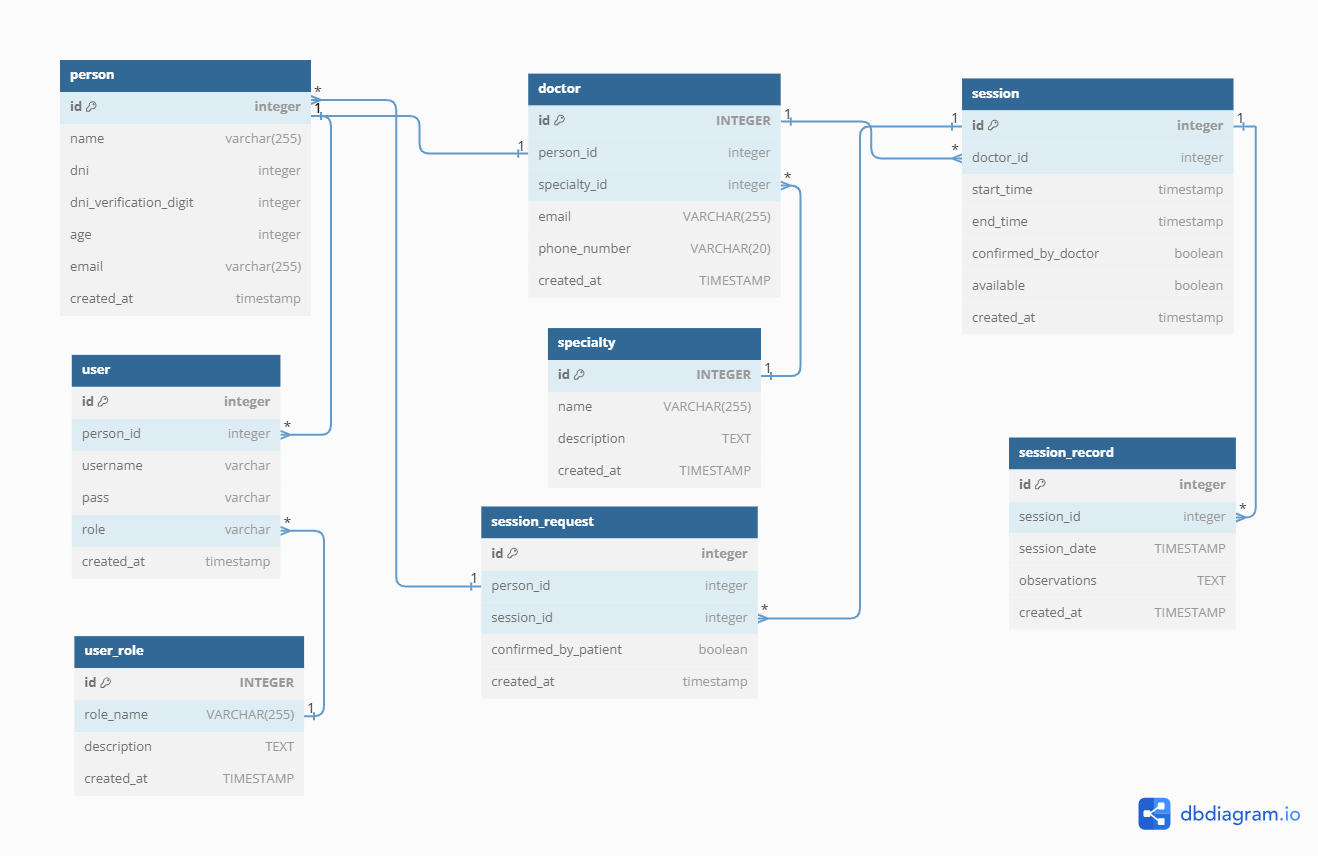 person
id integer
name varchar(255)
dni integer
dni_verification_digit integer
age integer
email varchar(255)
created_at timestamp
user
id integer
person_id integer
username varchar
pass varchar
role varchar
created_at timestamp
user_role
id INTEGER
role_name VARCHAR(255)
description TEXT
created_at TIMESTAMP
doctor
id INTEGER
person_id integer
specialty_id integer
email VARCHAR(255)
phone_number VARCHAR(20)
created_at TIMESTAMP
specialty
id INTEGER
name VARCHAR(255)
description TEXT
created_at TIMESTAMP
session_request
id integer
person_id integer
session_id integer
confirmed_by_patient boolean
created_at timestamp
session
id integer
doctor_id integer
start_time timestamp
end_time timestamp
confirmed_by_doctor boolean
available boolean
created_at timestamp
session_record
id integer
session_id integer
session_date TIMESTAMP
observations TEXT
created_at TIMESTAMP
*
1
1
*
*
1
1
*
1
*
1
*
1
*
1
*
dbdiagram.io